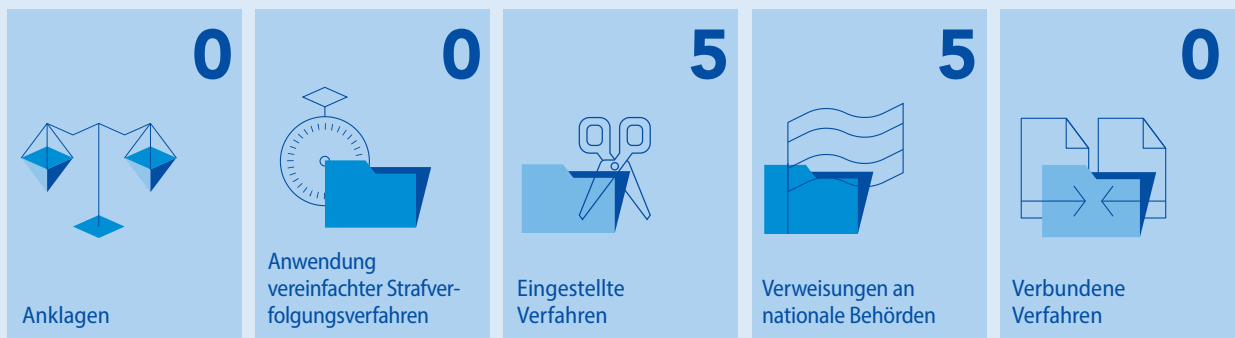 0
Anklagen
0
Anwendung
vereinfachter Strafver-
folgungsverfahren
5
Eingestellte
Verfahren
5
Verweisungen an
nationale Behörden
0
Verbundene
Verfahren